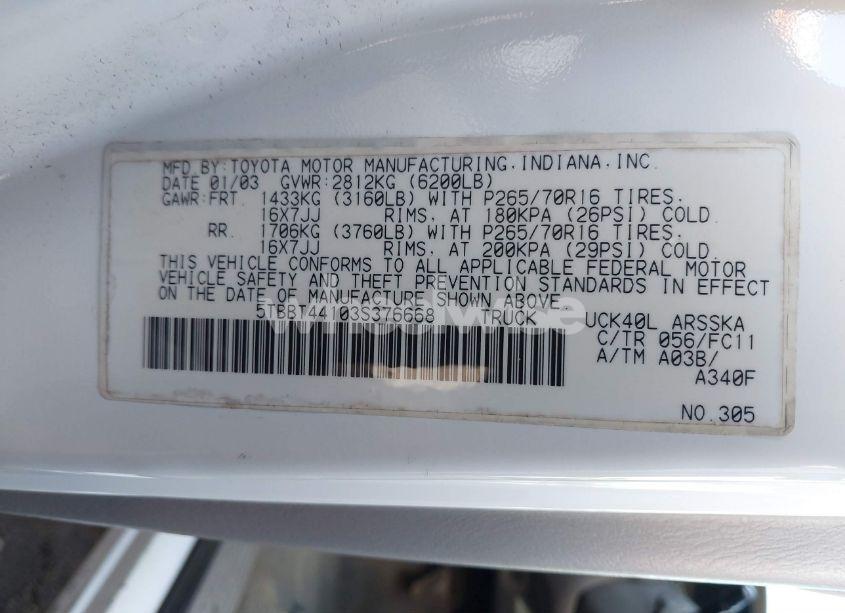 MFD.BY:TOYOTA MOTOR MANUFACTURING.INDIANA.INC.
DATE 01/03 GVWR:2812KG (6200LB)
GAWR:FRT. 1433KG (3160LB) WITH P265/70R16 TIRES.
16X7JJ RIMS. AT 180KPA (26PSI) COLD.
RR. 1706KG (3760LB) WITH P265/70R16 TIRES.
16X7JJ RIMS. AT 200KPA (29PSI) COLD.
THIS VEHICLE CONFORMS TO ALL APPLICABLE FEDERAL MOTOR
VEHICLE SAFETY AND THEFT PREVENTION STANDARDS IN EFFECT
ON THE DATE OF MANUFACTURE SHOWN ABOVE.
5TBBT44103S376658 TRUCK UCK40L ARSSKA
C/TR 056/FC11
A/TM A03B/
A340F
NO.305
wheelwise